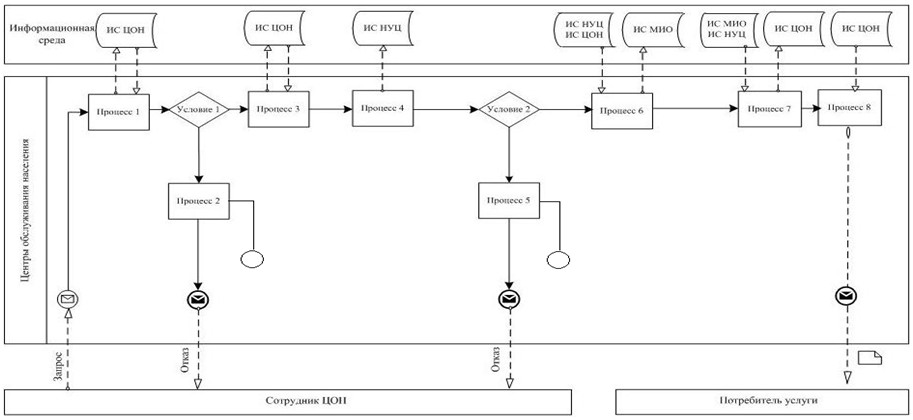 Информационная
среда
ИС ЦОН
ИС ЦОН
ИС НУЦ
ИС НУЦ
ИС ЦОН
ИС МИО
ИС МИО
ИС НУЦ
ИС ЦОН
ИС ЦОН
Центры обслуживания населения
Процесс 1
Условие 1
Процесс 3
Процесс 4
Условие 2
Процесс 6
Процесс 7
Процесс 8
Процесс 2
Процесс 5
Запрос
Отказ
Отказ
Сотрудник ЦОН
Потребитель услуги